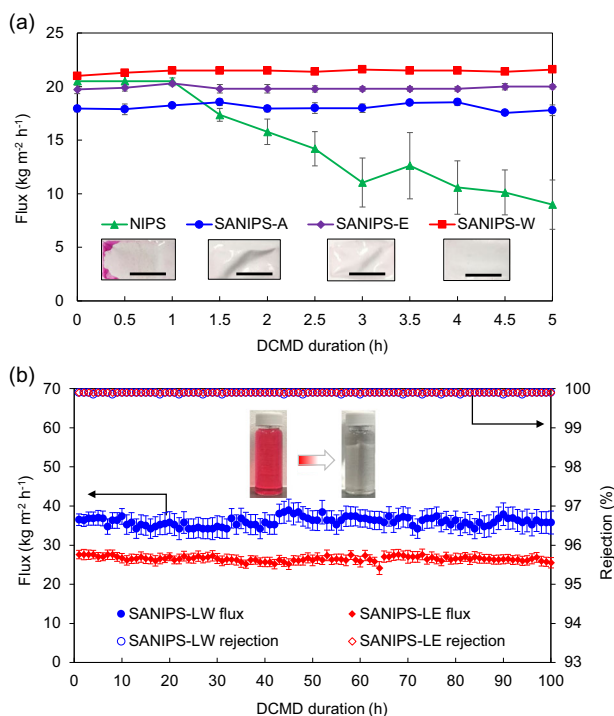 (a)
25
20
15
10
5
0
Flux (kg m⁻² h⁻¹)
NIPS SANIPS-A SANIPS-E SANIPS-W
0 0.5 1 1.5 2 2.5 3 3.5 4 4.5 5
DCMD duration (h)
(b)
70
60
50
40
30
20
10
0
Flux (kg m⁻² h⁻¹)
100
99
98
97
96
95
94
93
Rejection (%)
SANIPS-LW flux SANIPS-LE flux
SANIPS-LW rejection SANIPS-LE rejection
0 10 20 30 40 50 60 70 80 90 100
DCMD duration (h)